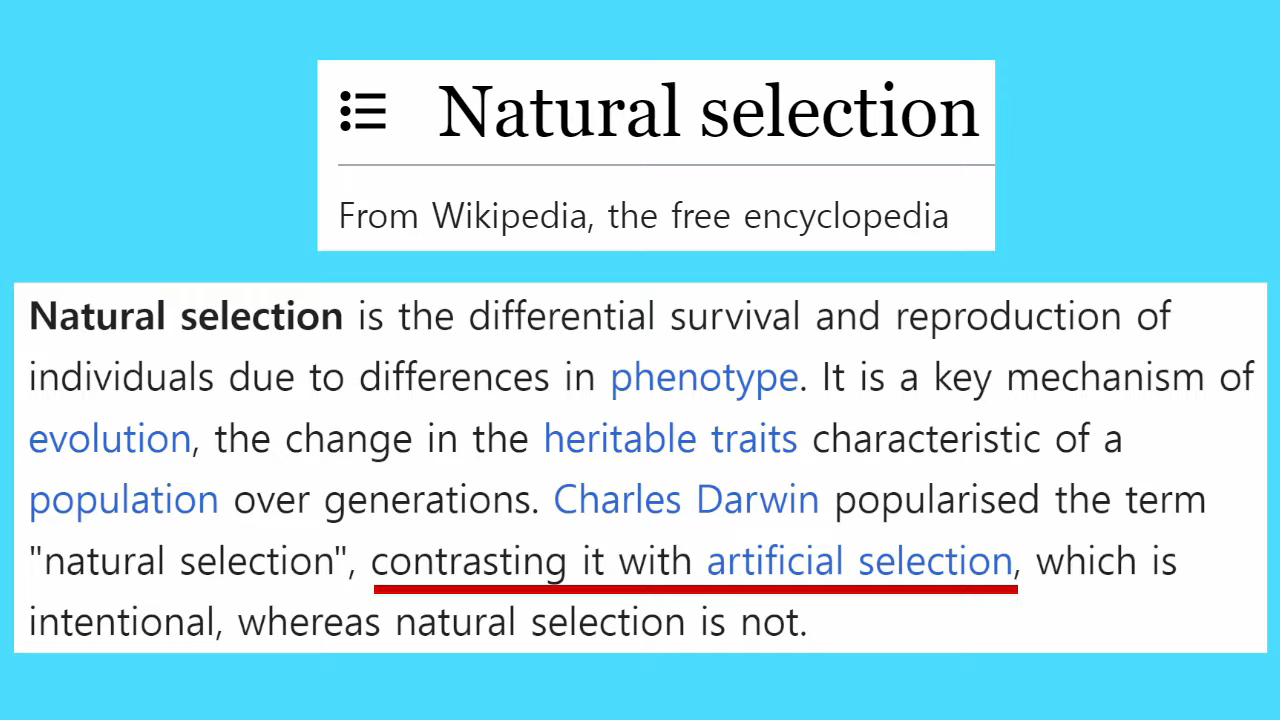 Natural selection
From Wikipedia, the free encyclopedia
Natural selection is the differential survival and reproduction of
individuals due to differences in phenotype. It is a key mechanism of
evolution, the change in the heritable traits characteristic of a
population over generations. Charles Darwin popularised the term
"natural selection", contrasting it with artificial selection, which is
intentional, whereas natural selection is not.